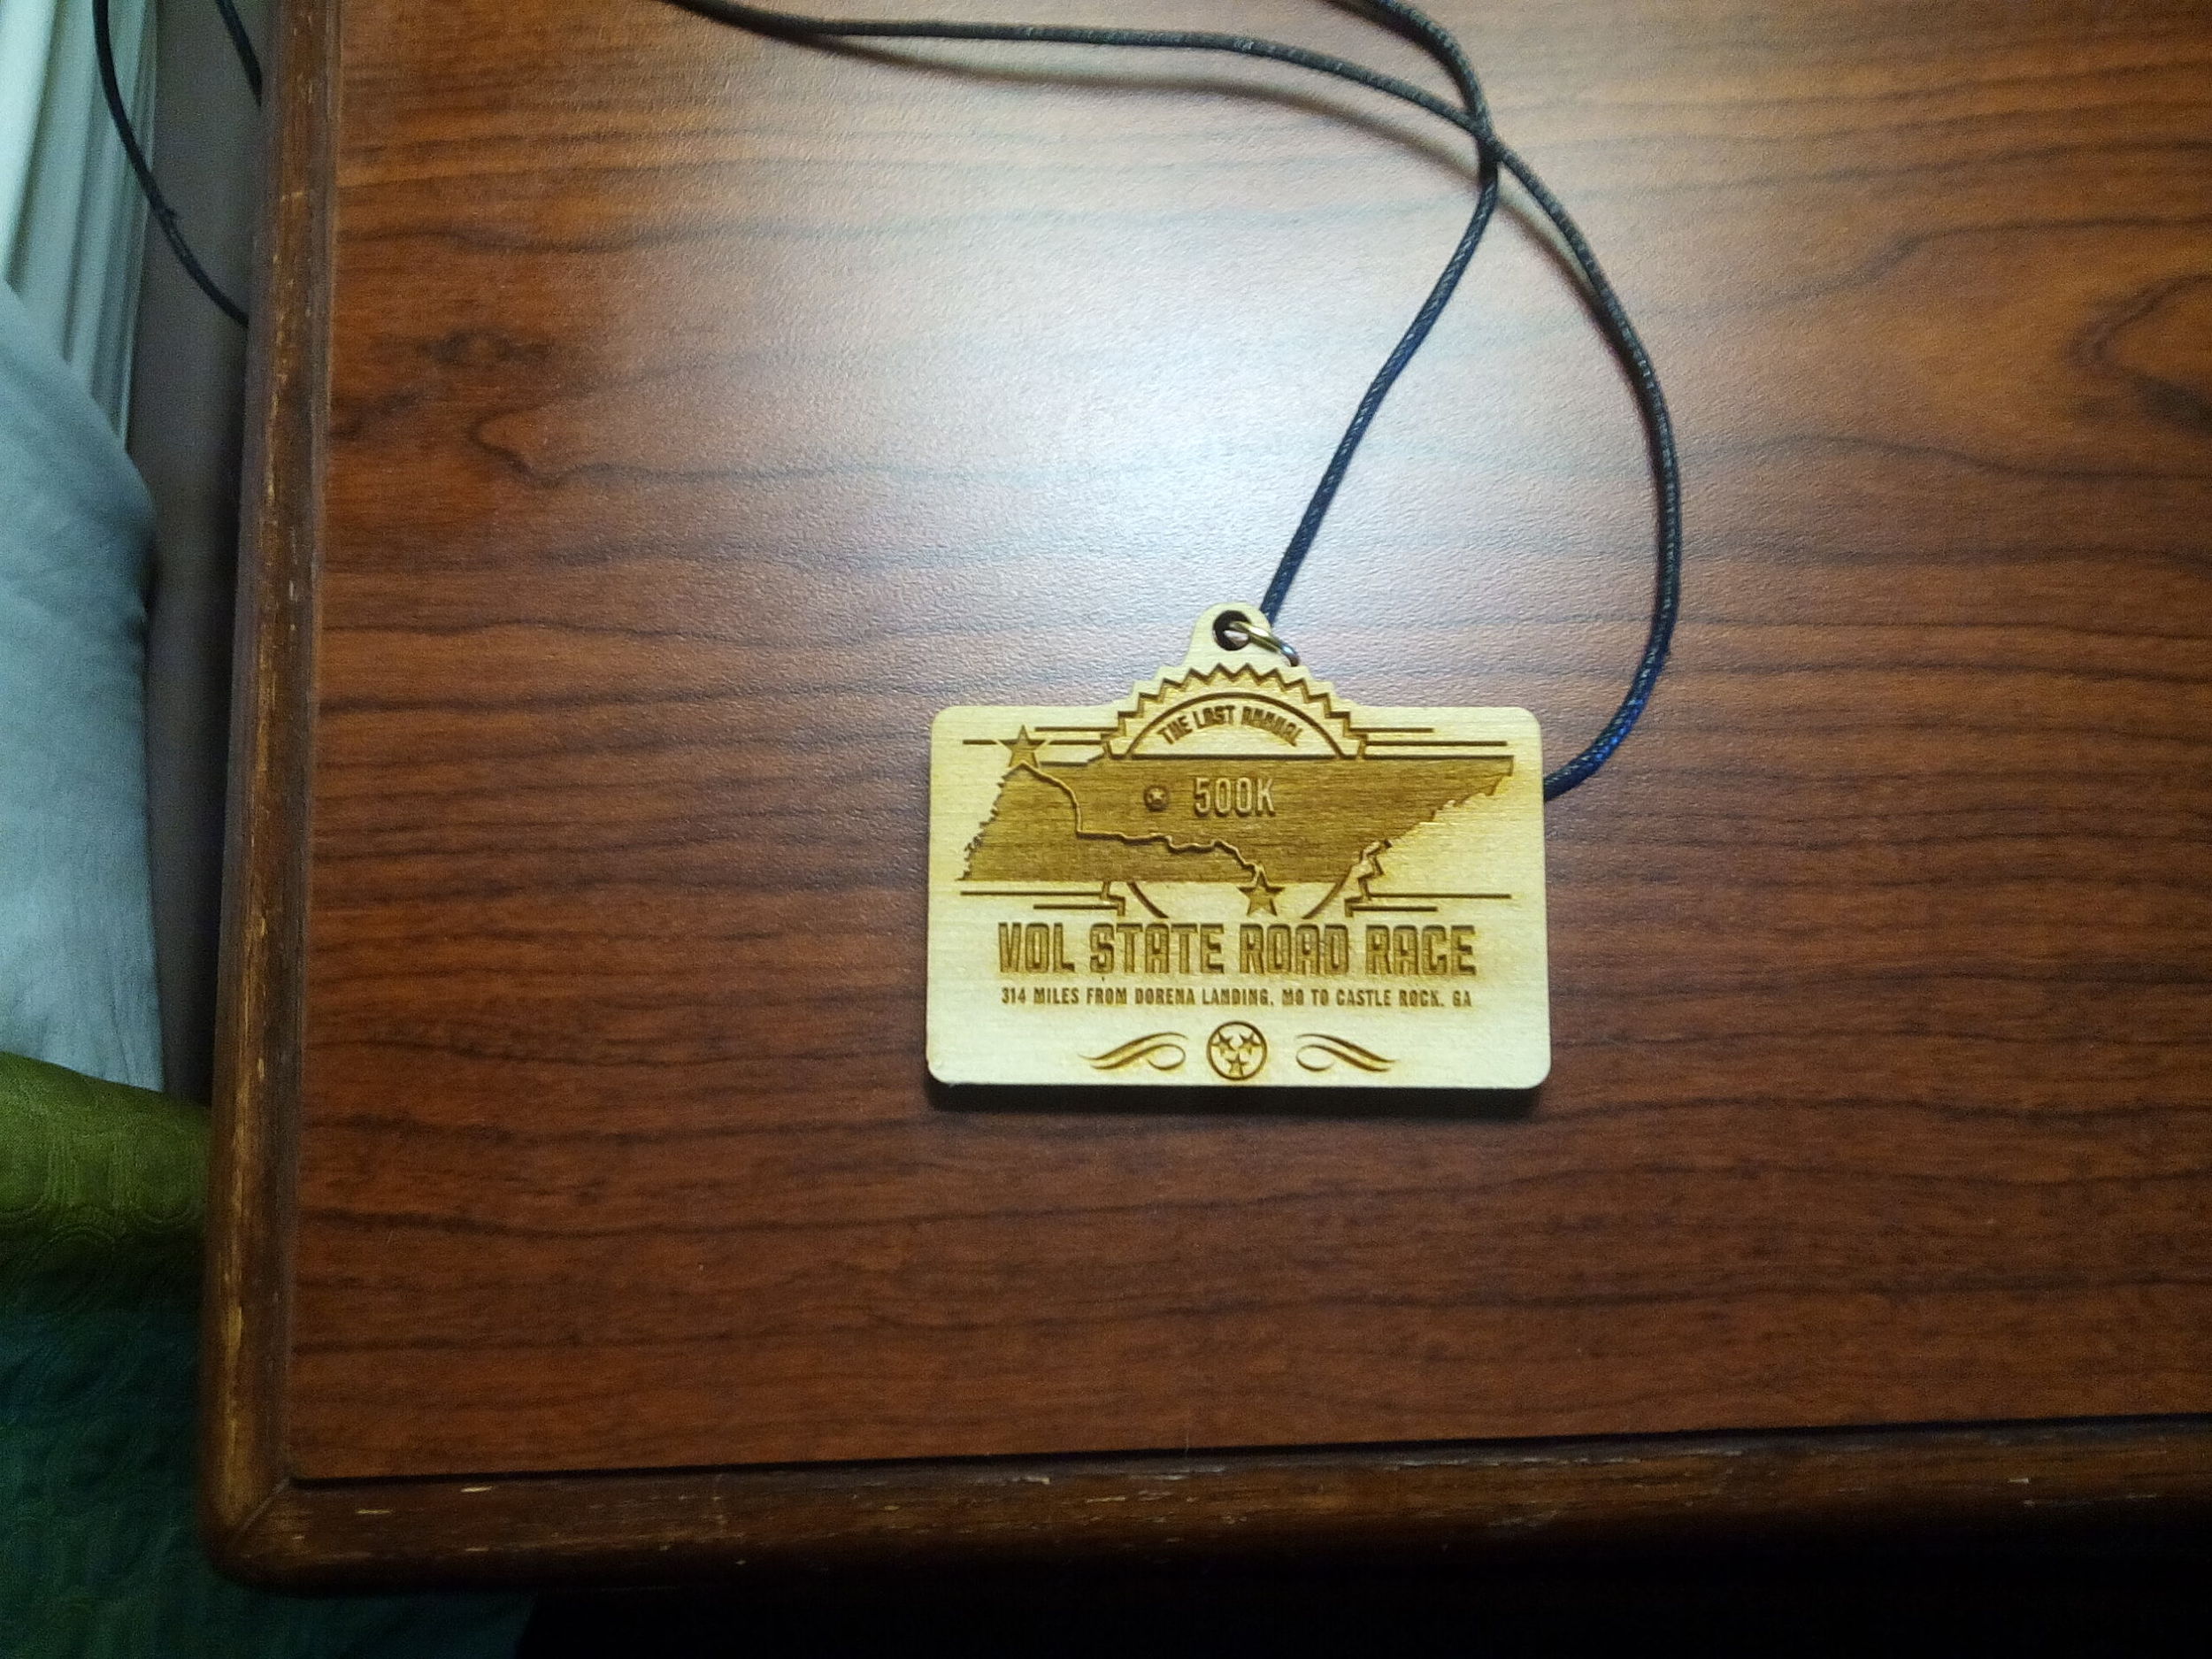 THE LAST ANNUAL
500K
VOL STATE ROAD RACE
314 MILES FROM DORENA LANDING, MO TO CASTLE ROCK, GA